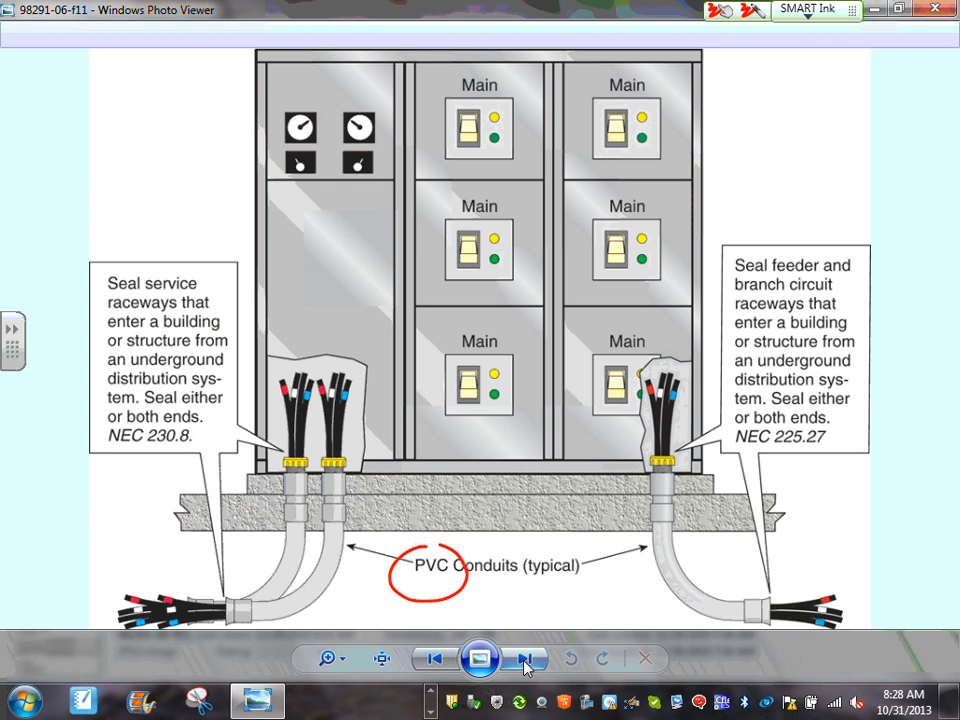 98291-06-f11 - Windows Photo Viewer
SMART Ink
Main
Main
Main
Main
Main
Main
Seal service
raceways that
enter a building
or structure from
an underground
distribution sys-
tem. Seal either
or both ends.
NEC 230.8.
Seal feeder and
branch circuit
raceways that
enter a building
or structure from
an underground
distribution sys-
tem. Seal either
or both ends.
NEC 225.27
PVC Conduits (typical)
8:28 AM
10/31/2013